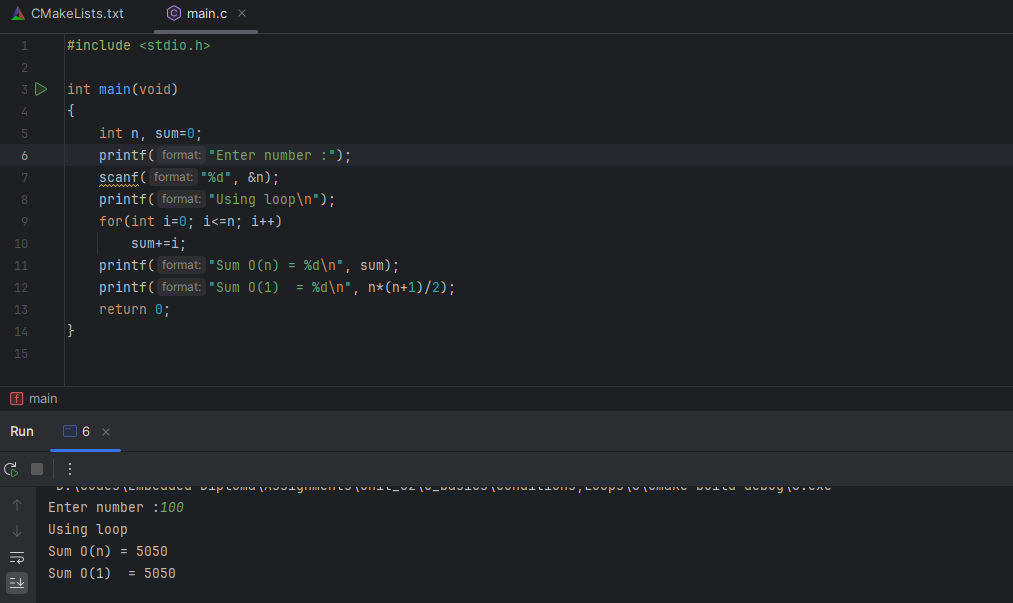 CMakeLists.txt main.c
1 #include <stdio.h>
2
3 int main(void)
4 {
5 int n, sum=0;
6 printf( format: "Enter number :");
7 scanf( format: "%d", &n);
8 printf( format: "Using loop\n");
9 for(int i=0; i<=n; i++)
10 sum+=i;
11 printf( format: "Sum O(n) = %d\n", sum);
12 printf( format: "Sum O(1)  = %d\n", n*(n+1)/2);
13 return 0;
14 }
15
f main
Run 6
Enter number :100
Using loop
Sum O(n) = 5050
Sum O(1)  = 5050